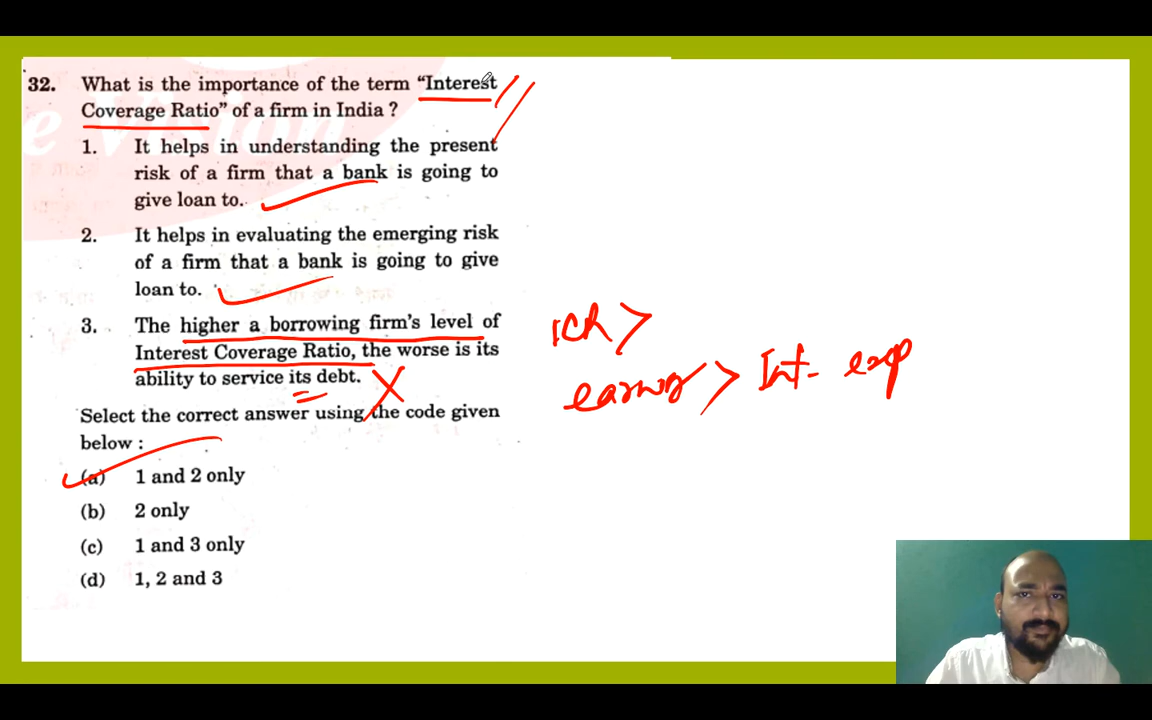 32. What is the importance of the term “Interest
Coverage Ratio” of a firm in India ?
1. It helps in understanding the present
risk of a firm that a bank is going to
give loan to.
2. It helps in evaluating the emerging risk
of a firm that a bank is going to give
loan to.
3. The higher a borrowing firm's level of
Interest Coverage Ratio, the worse is its
ability to service its debt.
Select the correct answer using the code given
below :
(a) 1 and 2 only
(b) 2 only
(c) 1 and 3 only
(d) 1, 2 and 3
ICR >
> Int- exp
e Vision